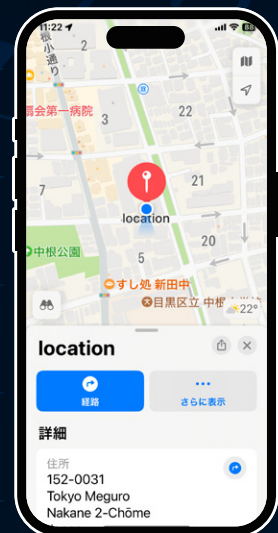 11:22
88
根小通り
2
扇会第一病院
3
22
7
21
location
20
中根公園
5
すし処 新田中
目黒区立 中根
22°
location
経路
さらに表示
詳細
住所
152-0031
Tokyo Meguro
Nakane 2-Chōme